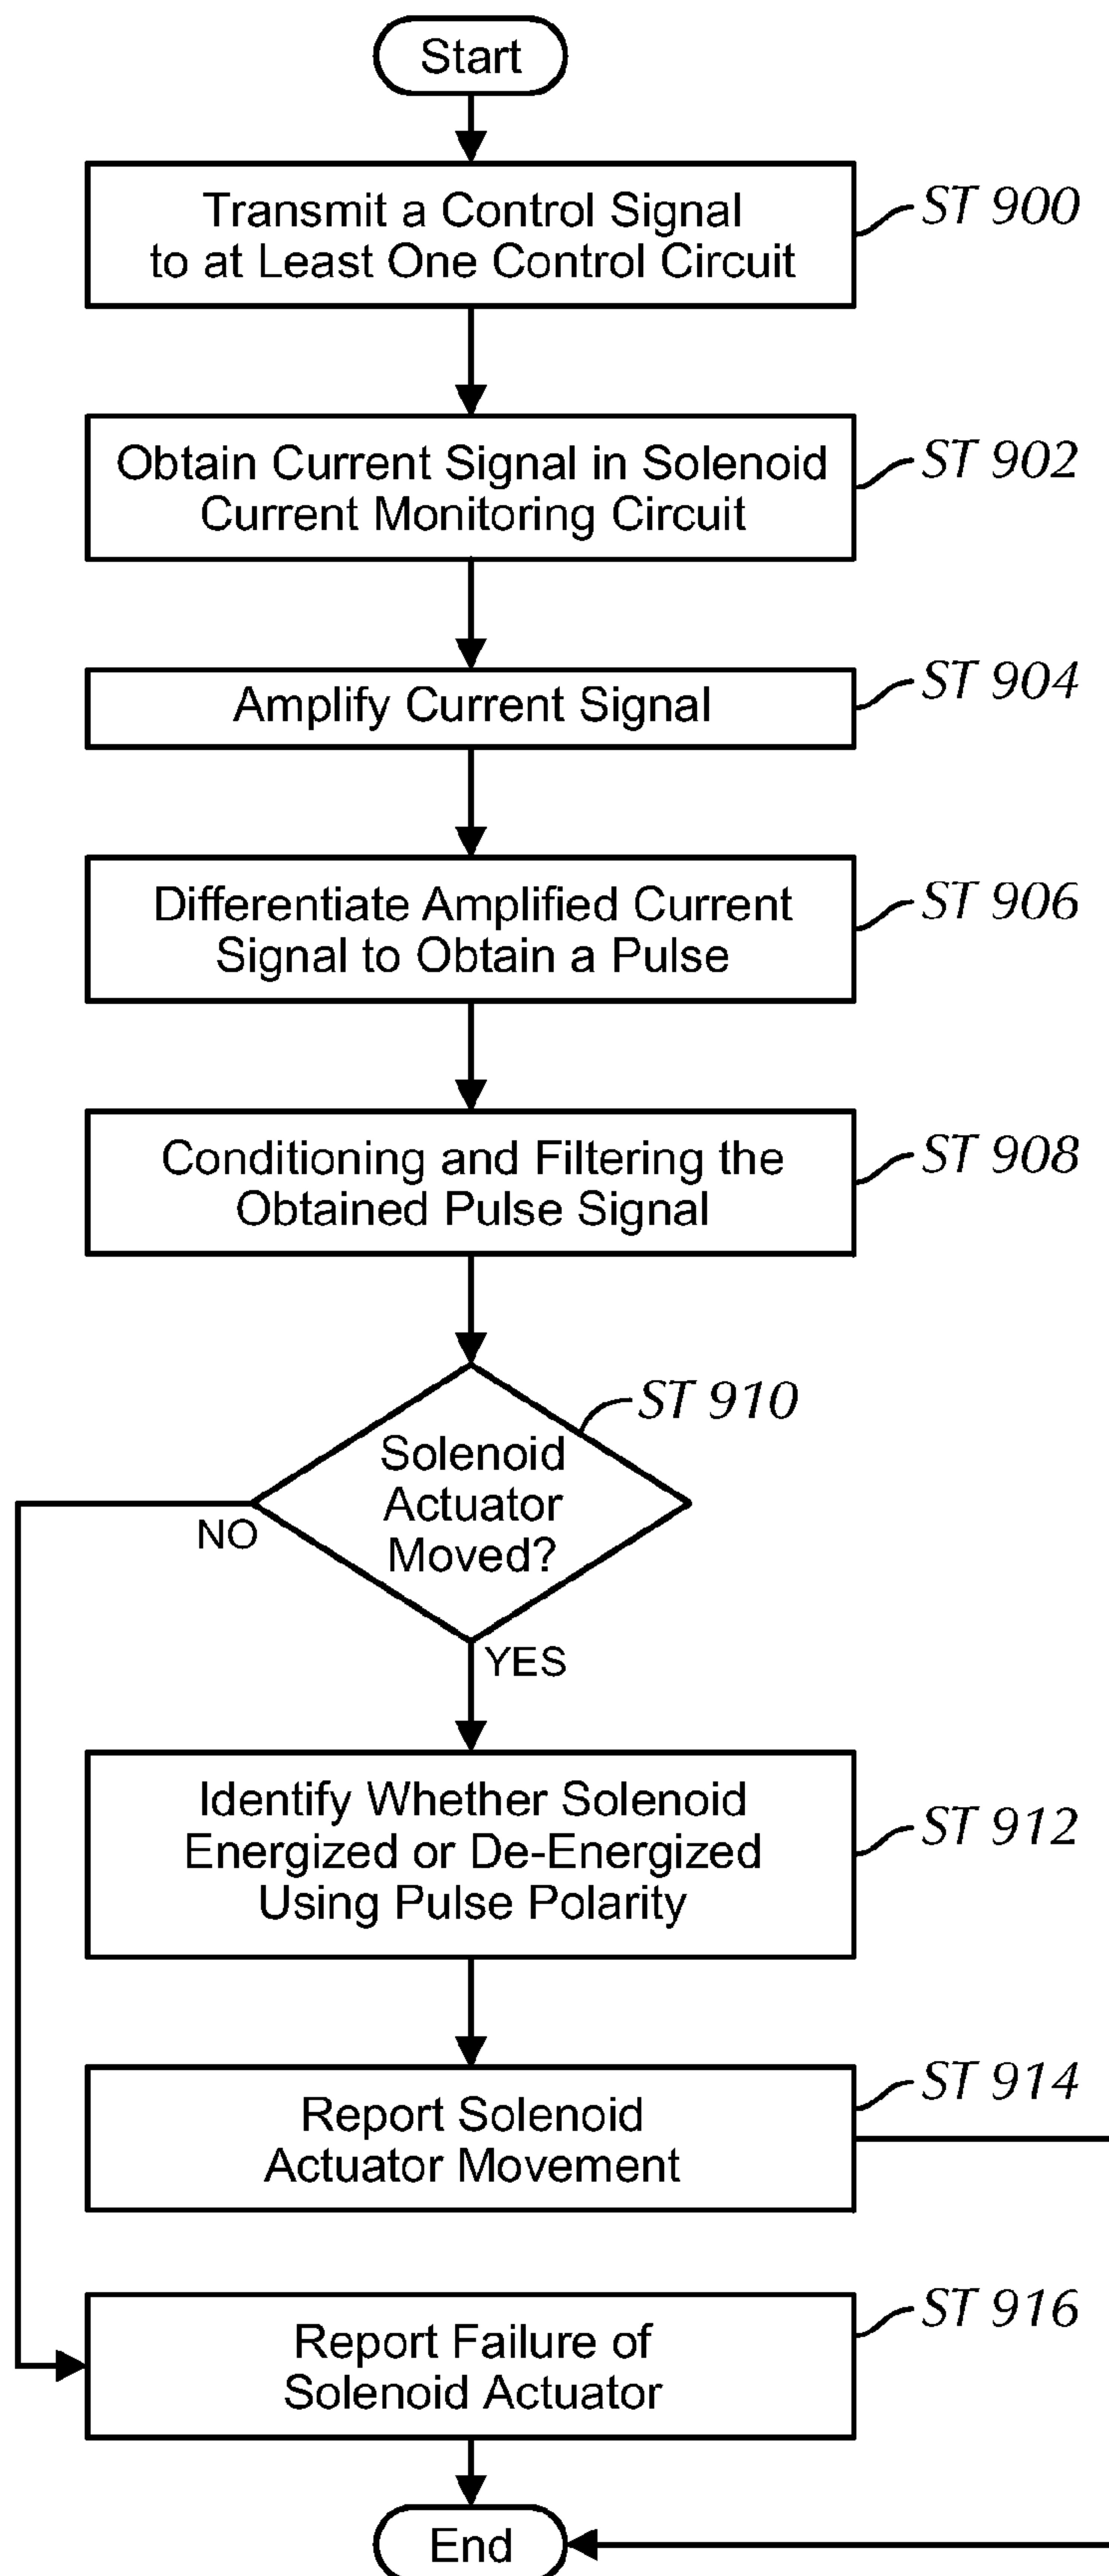 Start
Transmit a Control Signal
to at Least One Control Circuit
ST 900
Obtain Current Signal in Solenoid
Current Monitoring Circuit
ST 902
Amplify Current Signal
ST 904
Differentiate Amplified Current
Signal to Obtain a Pulse
ST 906
Conditioning and Filtering the
Obtained Pulse Signal
ST 908
Solenoid
Actuator
Moved?
ST 910
NO
YES
Identify Whether Solenoid
Energized or De-Energized
Using Pulse Polarity
ST 912
Report Solenoid
Actuator Movement
ST 914
Report Failure of
Solenoid Actuator
ST 916
End